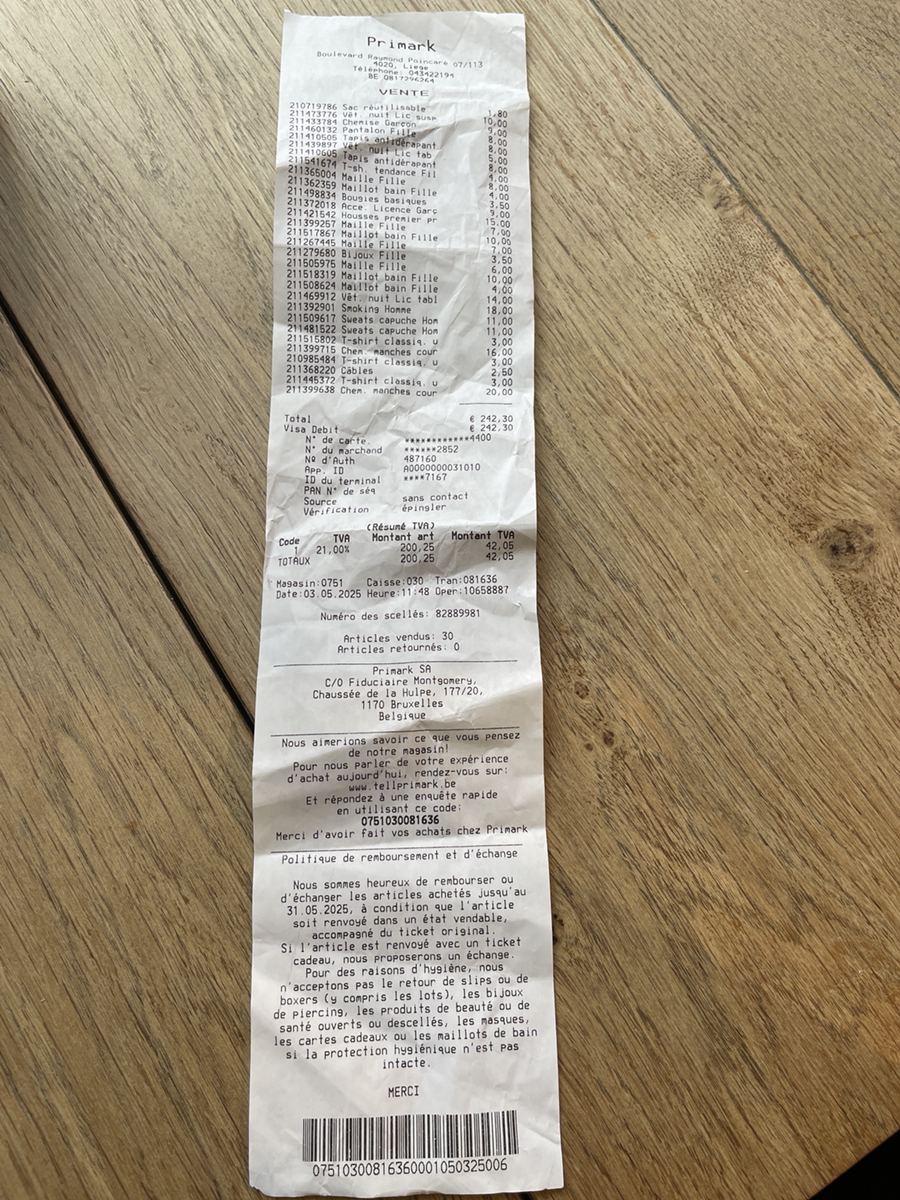 Primark
Boulevard Raymond Poincaré 07/113
4020, Liege
Téléphone: 043422194
BE 0817296264
VENTE
210719786 Sac réutilisable 1,80
211473776 Vêt. nuit Lic susp 10,00
211433784 Chemise Garçon 9,00
211460132 Pantalon Fille 8,00
211410505 Tapis antidérapant 8,00
211439897 Vêt. nuit Lic tab 5,00
211410605 Tapis antidérapant 8,00
211541674 T-sh. tendance Fil 4,00
211365004 Maille Fille 8,00
211362359 Maillot bain Fille 4,00
211498834 Bougies basiques 3,50
211372018 Acce. Licence Garç 9,00
211421542 Housses premier pr 15,00
211399257 Maille Fille 7,00
211517867 Maillot bain Fille 10,00
211267445 Maille Fille 7,00
211279680 Bijoux Fille 3,50
211505975 Maille Fille 6,00
211518319 Maillot bain Fille 10,00
211508624 Maillot bain Fille 4,00
211469912 Vêt. nuit Lic tabl 14,00
211392901 Smoking Homme 18,00
211509617 Sweats capuche Hom 11,00
211481522 Sweats capuche Hom 11,00
211515802 T-shirt classiq. u 3,00
211399715 Chem. manches cour 16,00
210985484 T-shirt classiq. u 3,00
211368220 Câbles 2,50
211445372 T-shirt classiq. u 3,00
211399638 Chem. manches cour 20,00
Total € 242,30
Visa Debit € 242,30
N° de carte. ************4400
N° du marchand ******2852
Nº d'Auth 487160
App. ID A0000000031010
ID du terminal ****7167
PAN N° de séq
Source sans contact
Vérification épingler
(Résumé TVA)
Code TVA Montant art Montant TVA
1 21,00% 200,25 42,05
TOTAUX 200,25 42,05
Magasin:0751 Caisse:030 Tran:081636
Date:03.05.2025 Heure:11:48 Oper:10658887
Numéro des scellés: 82889981
Articles vendus: 30
Articles retournés: 0
Primark SA
C/O Fiduciaire Montgomery,
Chaussée de la Hulpe, 177/20,
1170 Bruxelles
Belgique
Nous aimerions savoir ce que vous pensez
de notre magasin!
Pour nous parler de votre expérience
d'achat aujourd'hui, rendez-vous sur:
www.tellprimark.be
Et répondez à une enquête rapide
en utilisant ce code:
0751030081636
Merci d'avoir fait vos achats chez Primark
Politique de remboursement et d'échange
Nous sommes heureux de rembourser ou
d'échanger les articles achetés jusqu'au
31.05.2025, à condition que l'article
soit renvoyé dans un état vendable,
accompagné du ticket original.
Si l'article est renvoyé avec un ticket
cadeau, nous proposerons un échange.
Pour des raisons d'hygiène, nous
n'acceptons pas le retour de slips ou de
boxers (y compris les lots), les bijoux
de piercing, les produits de beauté ou de
santé ouverts ou descellés, les masques,
les cartes cadeaux ou les maillots de bain
si la protection hygiénique n'est pas
intacte.
MERCI
0751030081636000105032​5006